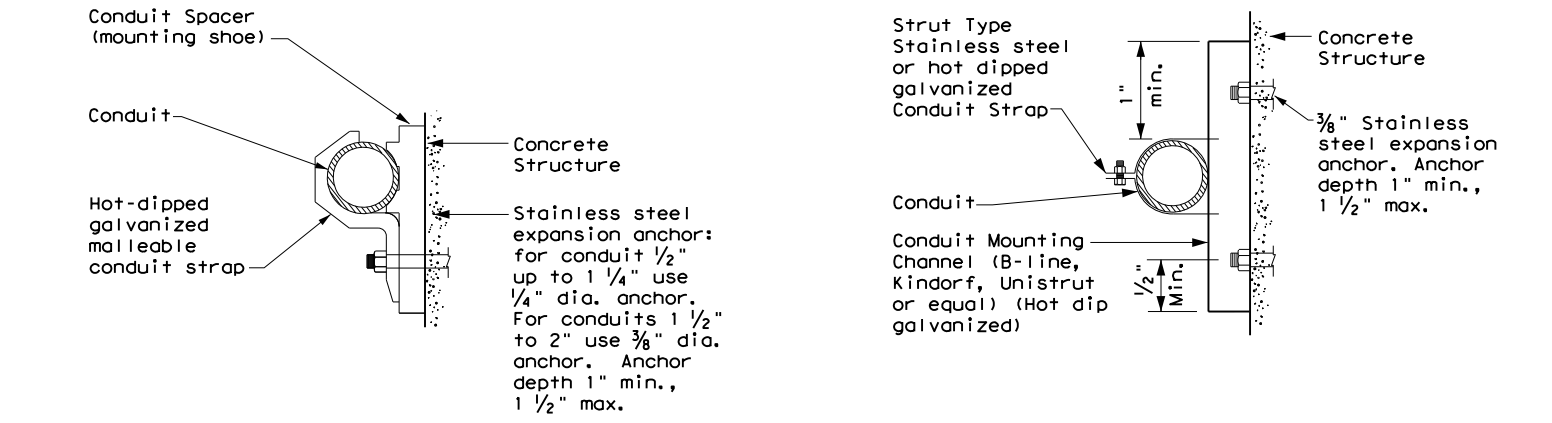 Conduit Spacer
(mounting shoe)
Conduit
Hot-dipped
galvanized
malleable
conduit strap
Concrete
Structure
Stainless steel
expansion anchor:
for conduit 1/2"
up to 1 1/4" use
1/4" dia. anchor.
For conduits 1 1/2"
to 2" use 3/8" dia.
anchor. Anchor
depth 1" min.,
1 1/2" max.
Strut Type
Stainless steel
or hot dipped
galvanized
Conduit Strap
Conduit
Conduit Mounting
Channel (B-line,
Kindorf, Unistrut
or equal) (Hot dip
galvanized)
1"
min.
1/2"
Min.
Concrete
Structure
3/8" Stainless
steel expansion
anchor. Anchor
depth 1" min.,
1 1/2" max.